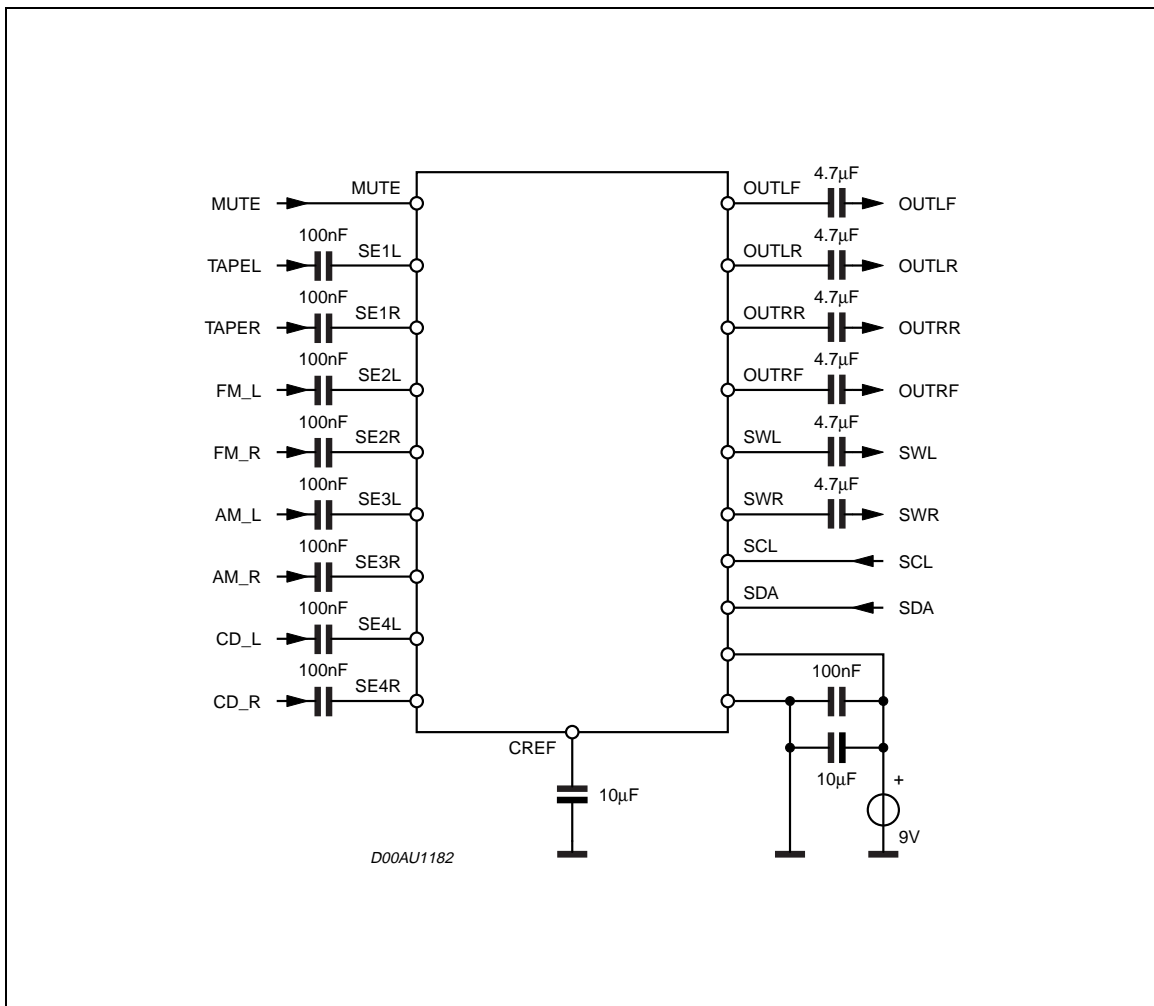 MUTE
MUTE
TAPEL
100nF
SE1L
TAPER
100nF
SE1R
FM_L
100nF
SE2L
FM_R
100nF
SE2R
AM_L
100nF
SE3L
AM_R
100nF
SE3R
CD_L
100nF
SE4L
CD_R
100nF
SE4R
CREF
10μF
D00AU1182
OUTLF
4.7μF
OUTLF
OUTLR
4.7μF
OUTLR
OUTRR
4.7μF
OUTRR
OUTRF
4.7μF
OUTRF
SWL
4.7μF
SWL
SWR
4.7μF
SWR
SCL
SCL
SDA
SDA
100nF
10μF
+
9V